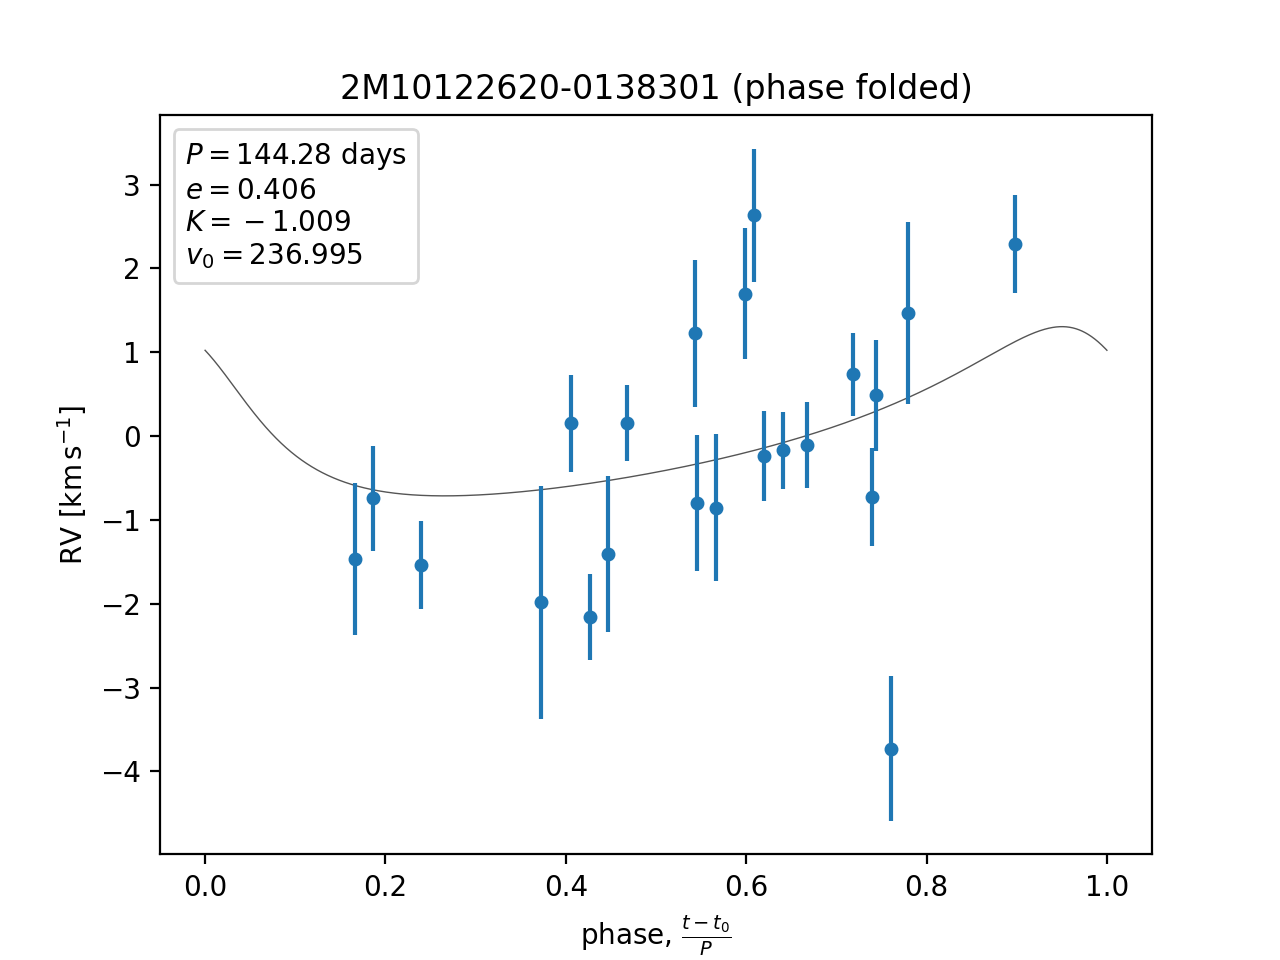 2M10122620-0138301 (phase folded)
P = 144.28 days
e = 0.406
K = −1.009
v₀ = 236.995
3
2
1
0
−1
−2
−3
−4
RV [km s⁻¹]
0.0 0.2 0.4 0.6 0.8 1.0
phase, (t − t₀)/P